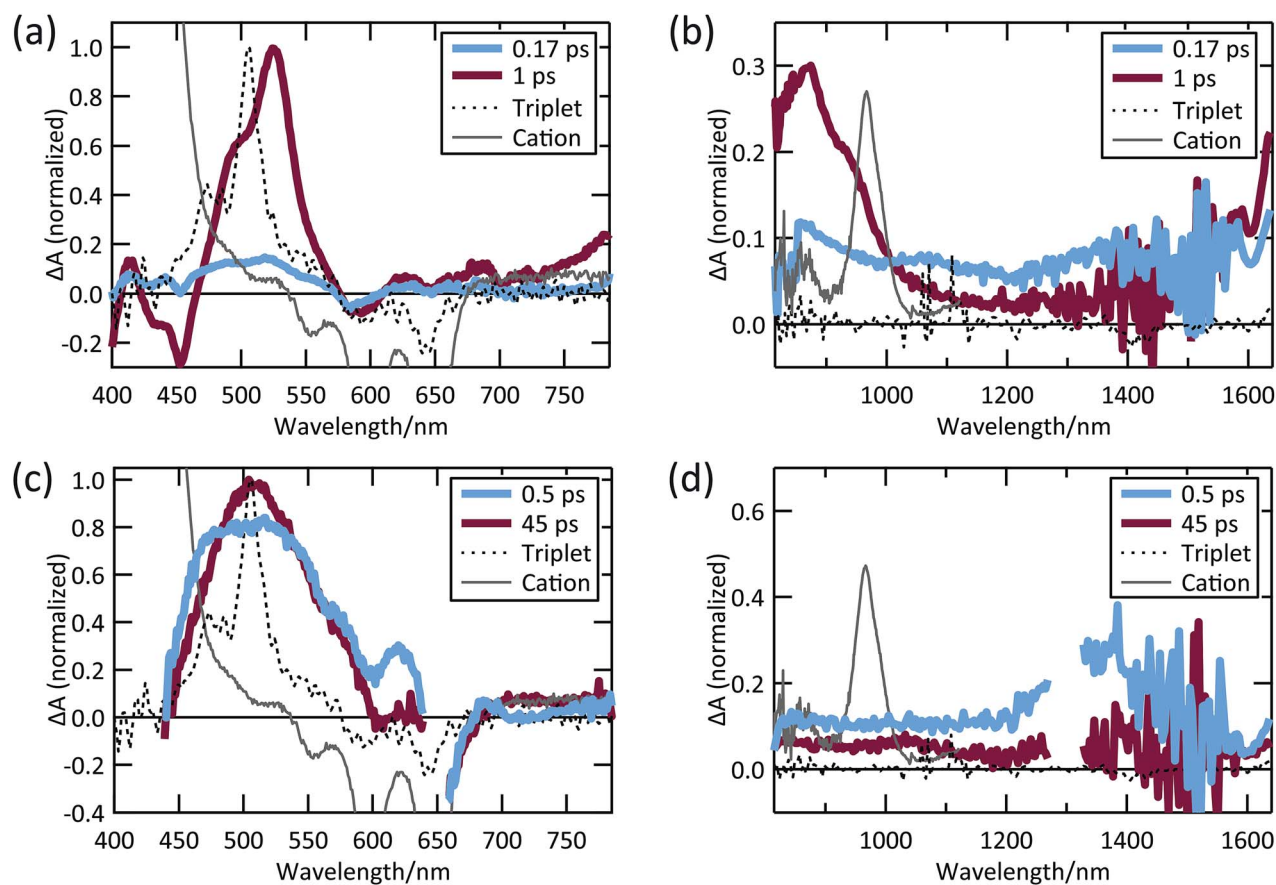 (a)
1.0
0.8
0.6
0.4
0.2
0.0
-0.2
ΔA (normalized)
0.17 ps
1 ps
Triplet
Cation
400 450 500 550 600 650 700 750
Wavelength/nm
(b)
0.3
0.2
0.1
0.0
ΔA (normalized)
0.17 ps
1 ps
Triplet
Cation
1000 1200 1400 1600
Wavelength/nm
(c)
1.0
0.8
0.6
0.4
0.2
0.0
-0.2
-0.4
ΔA (normalized)
0.5 ps
45 ps
Triplet
Cation
400 450 500 550 600 650 700 750
Wavelength/nm
(d)
0.6
0.4
0.2
0.0
ΔA (normalized)
0.5 ps
45 ps
Triplet
Cation
1000 1200 1400 1600
Wavelength/nm